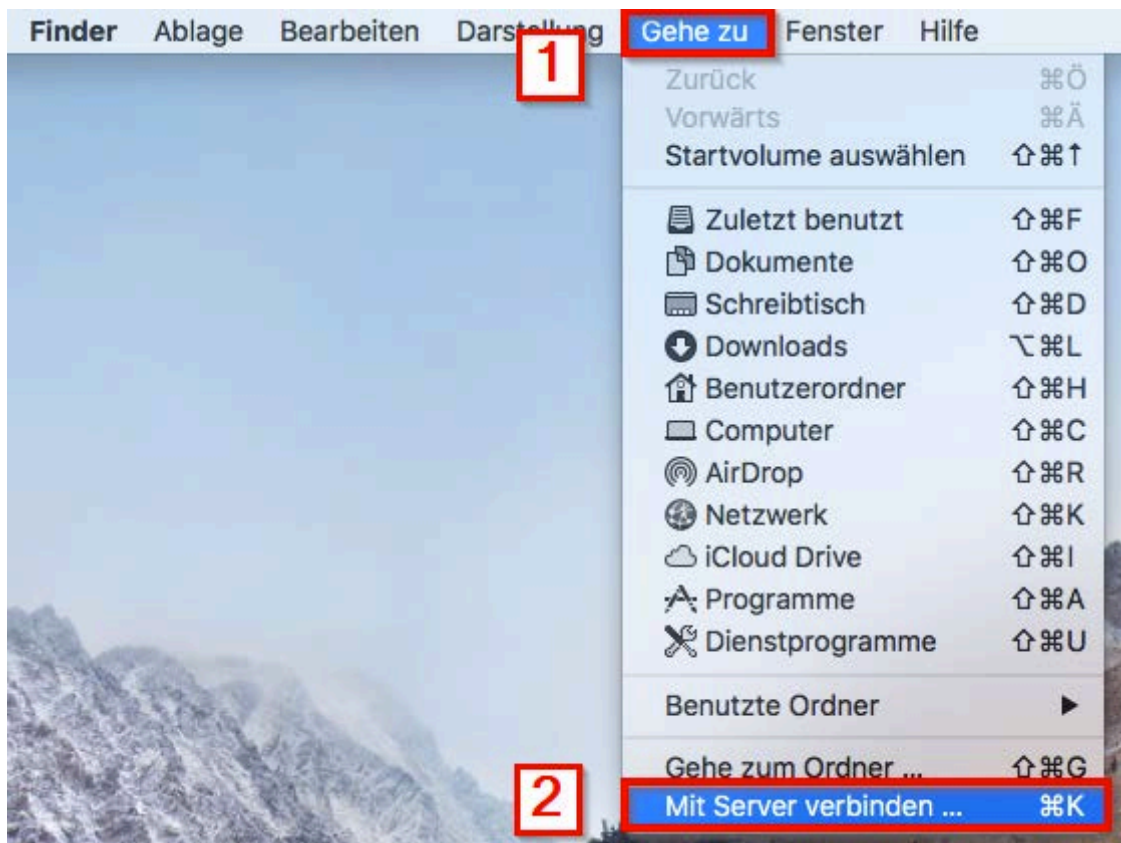 Finder Ablage Bearbeiten Darstellung Gehe zu Fenster Hilfe
1
Zurück ⌘Ö
Vorwärts ⌘Ä
Startvolume auswählen ⇧⌘↑
Zuletzt benutzt ⇧⌘F
Dokumente ⇧⌘O
Schreibtisch ⇧⌘D
Downloads ⌥⌘L
Benutzerordner ⇧⌘H
Computer ⇧⌘C
AirDrop ⇧⌘R
Netzwerk ⇧⌘K
iCloud Drive ⇧⌘I
Programme ⇧⌘A
Dienstprogramme ⇧⌘U
Benutzte Ordner ▶
Gehe zum Ordner ... ⇧⌘G
2
Mit Server verbinden ... ⌘K